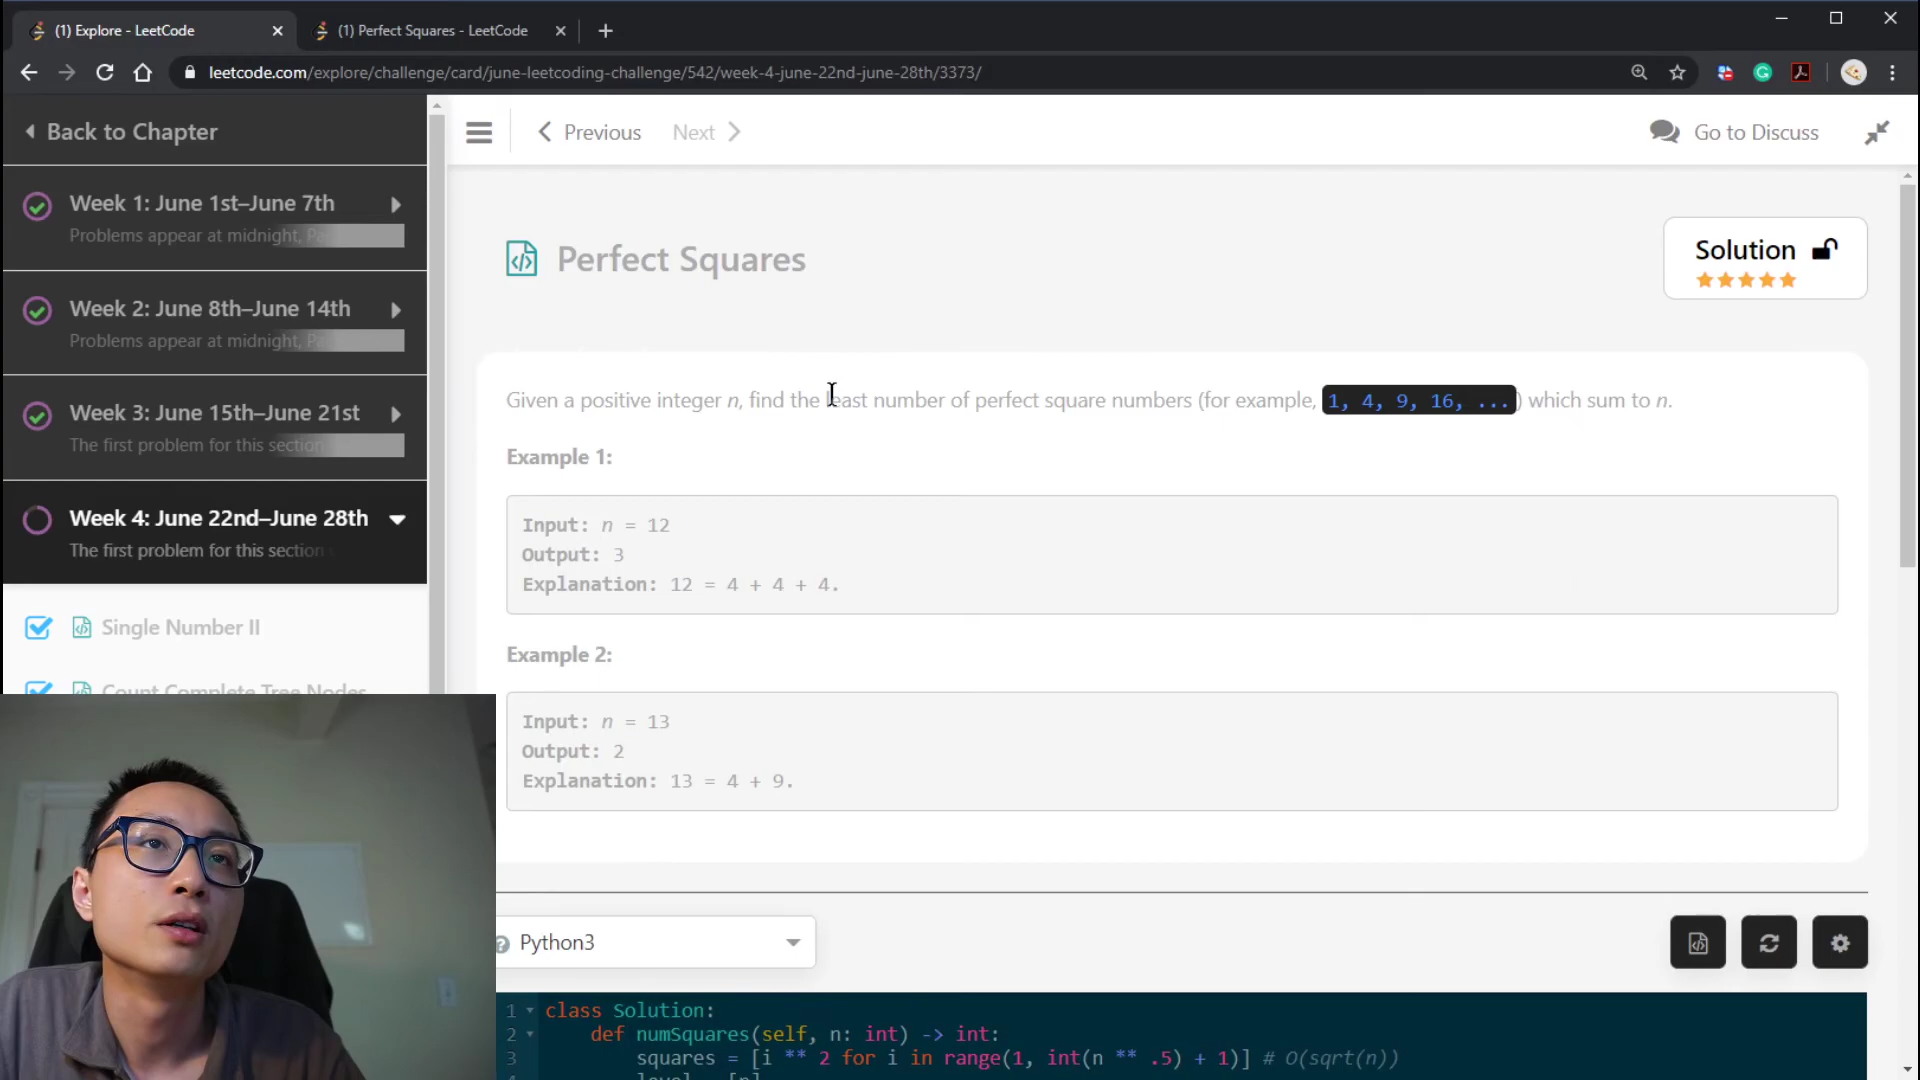 (1) Explore - LeetCode
(1) Perfect Squares - LeetCode
leetcode.com/explore/challenge/card/june-leetcoding-challenge/542/week-4-june-22nd-june-28th/3373/
Back to Chapter
Week 1: June 1st–June 7th
Problems appear at midnight,
Week 2: June 8th–June 14th
Problems appear at midnight,
Week 3: June 15th–June 21st
The first problem for this section
Week 4: June 22nd–June 28th
The first problem for this section
Single Number II
Count Complete Tree Nodes
Previous
Next
Go to Discuss
Perfect Squares
Solution
Given a positive integer n, find the least number of perfect square numbers (for example, 1, 4, 9, 16, ...) which sum to n.
Example 1:
Input: n = 12
Output: 3
Explanation: 12 = 4 + 4 + 4.
Example 2:
Input: n = 13
Output: 2
Explanation: 13 = 4 + 9.
Python3
1 class Solution:
2 def numSquares(self, n: int) -> int:
3 squares = [i ** 2 for i in range(1, int(n ** .5) + 1)] # O(sqrt(n))